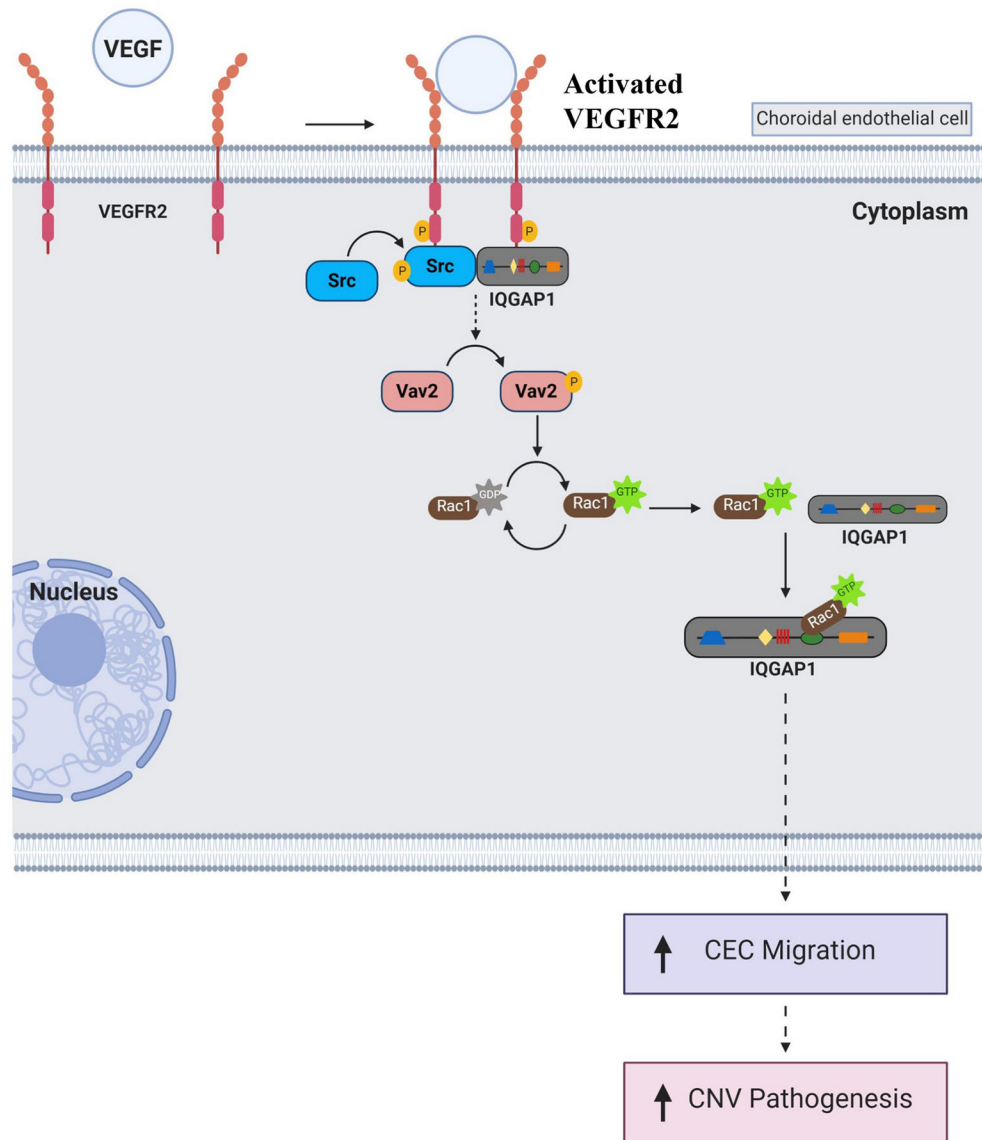 VEGF
Activated
VEGFR2
Choroidal endothelial cell
VEGFR2
Cytoplasm
P
P
Src
P
Src
IQGAP1
Vav2
Vav2
P
Rac1
GDP
Rac1
GTP
Rac1
GTP
IQGAP1
Nucleus
Rac1
GTP
IQGAP1
CEC Migration
CNV Pathogenesis